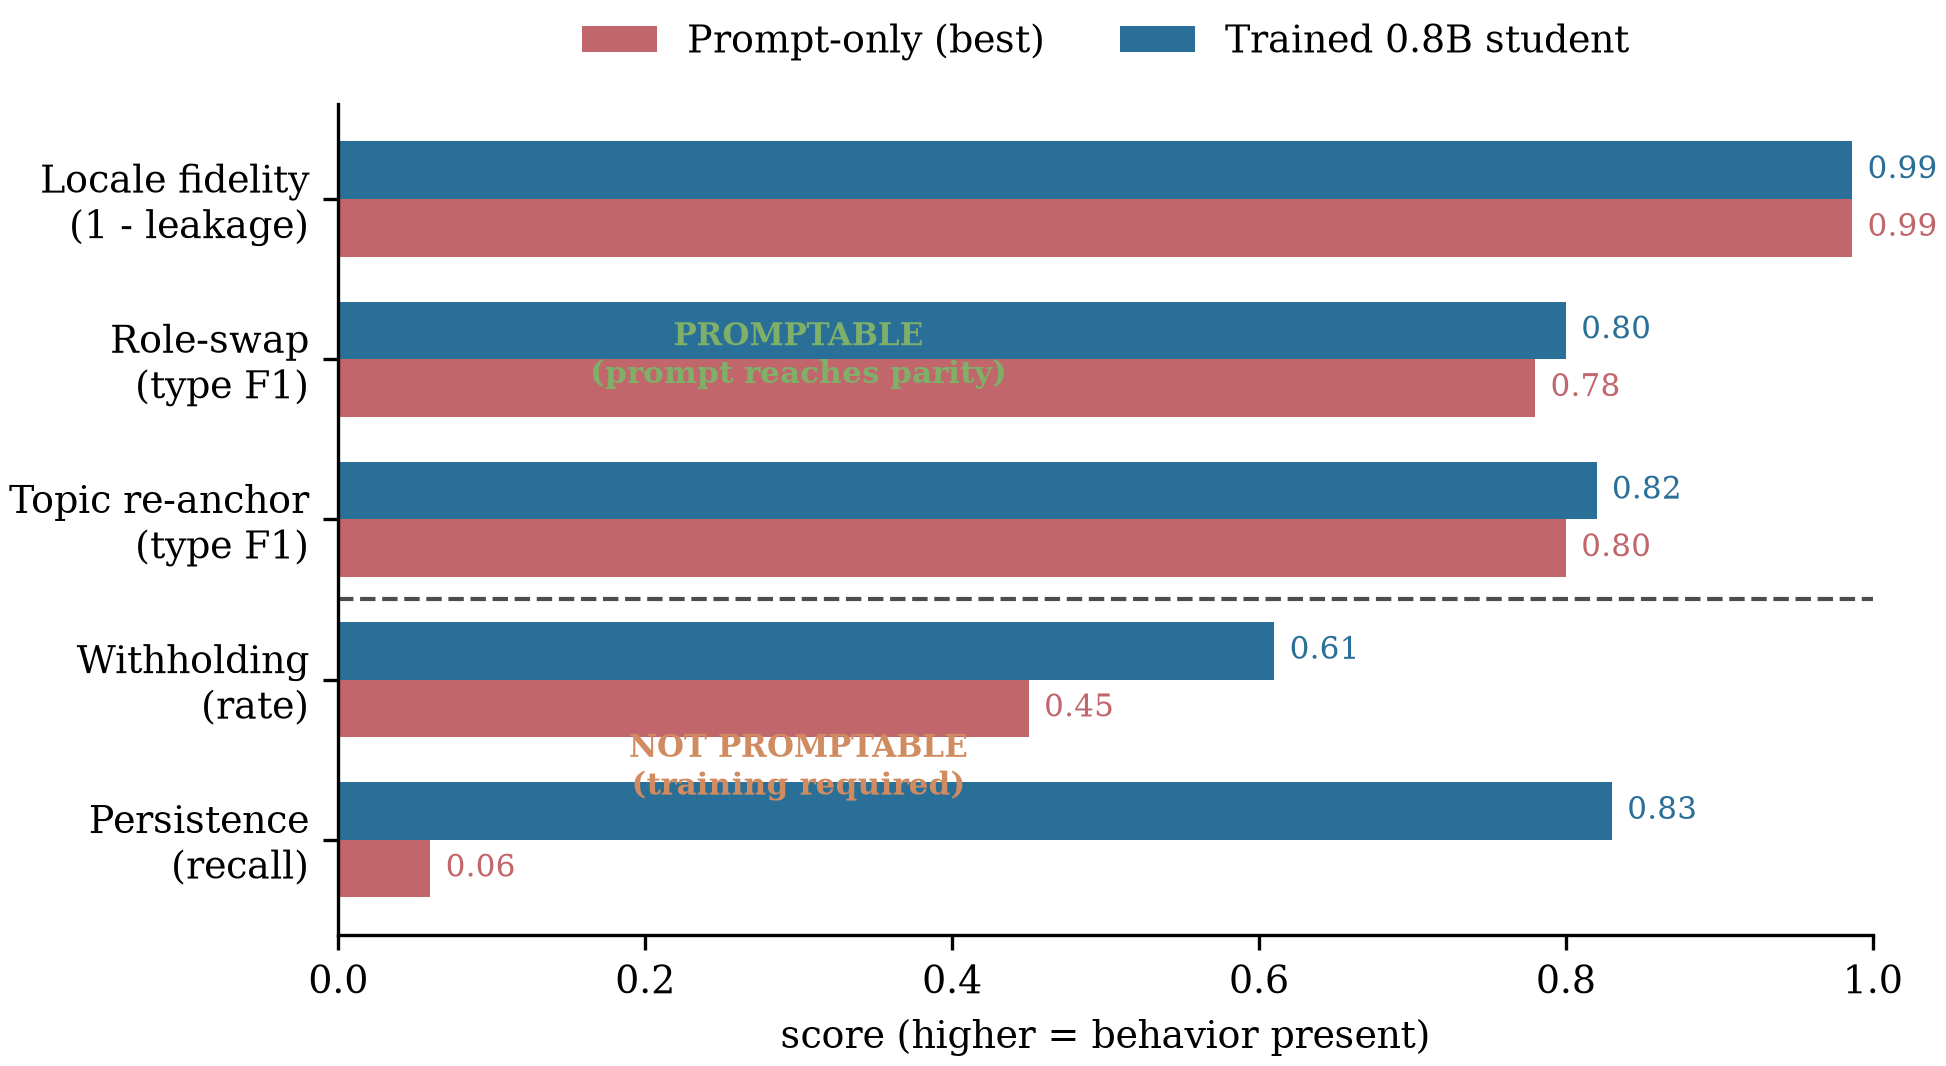 Prompt-only (best)
Trained 0.8B student
Locale fidelity
(1 - leakage)
0.99
0.99
Role-swap
(type F1)
PROMPTABLE
(prompt reaches parity)
0.80
0.78
Topic re-anchor
(type F1)
0.82
0.80
Withholding
(rate)
0.61
0.45
NOT PROMPTABLE
(training required)
Persistence
(recall)
0.83
0.06
0.0
0.2
0.4
0.6
0.8
1.0
score (higher = behavior present)